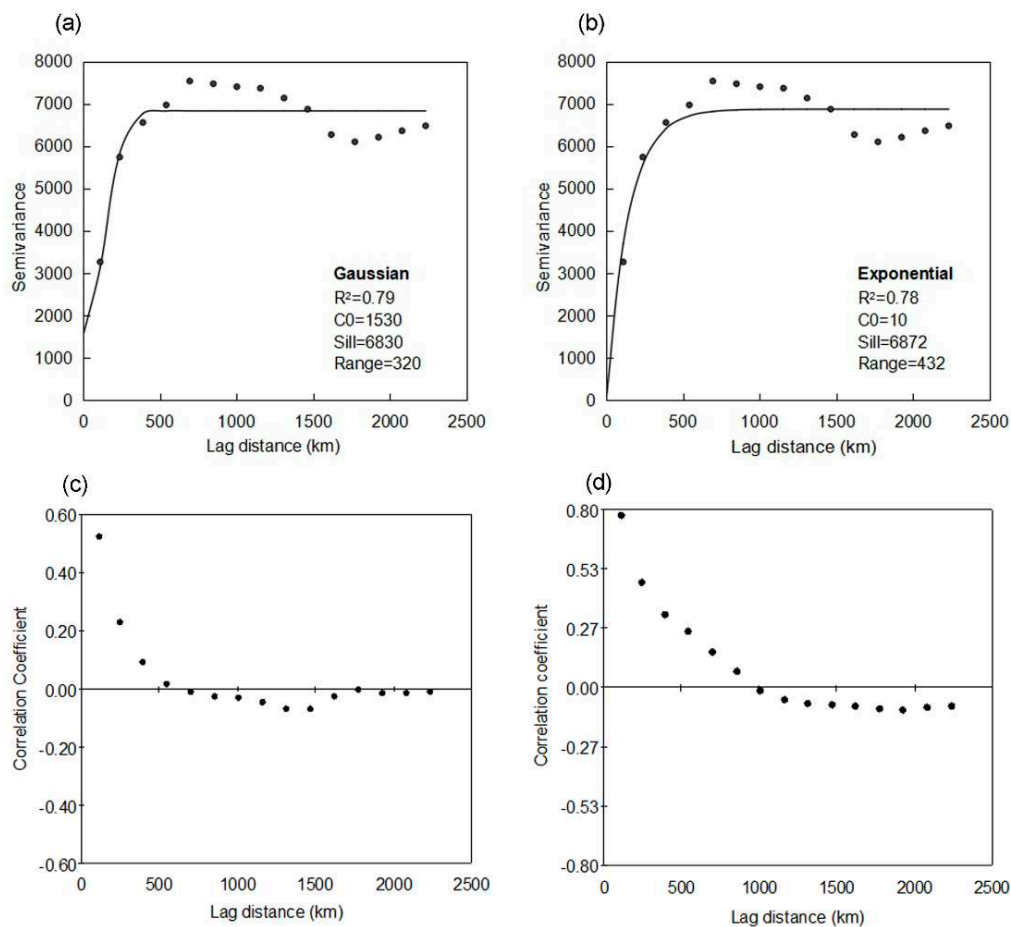 (a)
8000
7000
6000
5000
4000
3000
2000
1000
0
Semivariance
Gaussian
R²=0.79
C0=1530
Sill=6830
Range=320
0
500
1000
1500
2000
2500
Lag distance (km)
(b)
8000
7000
6000
5000
4000
3000
2000
1000
0
Semivariance
Exponential
R²=0.78
C0=10
Sill=6872
Range=432
0
500
1000
1500
2000
2500
Lag distance (km)
(c)
0.60
0.40
0.20
0.00
-0.20
-0.40
-0.60
Correlation Coefficient
0
500
1000
1500
2000
2500
Lag distance (km)
(d)
0.80
0.53
0.27
0.00
-0.27
-0.53
-0.80
Correlation coefficient
0
500
1000
1500
2000
2500
Lag distance (km)